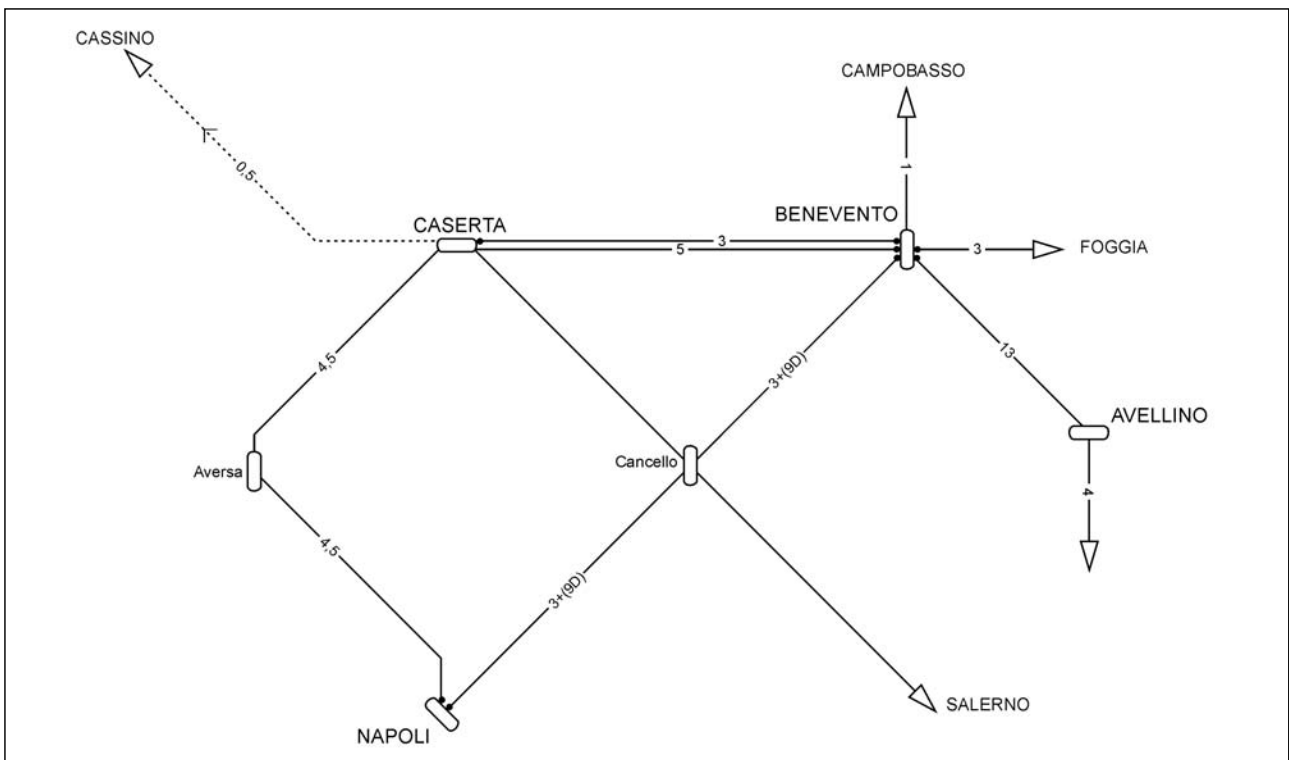 CASSINO
CAMPOBASSO
0,5
1
CASERTA
BENEVENTO
3
5
3
FOGGIA
4,5
3+(9D)
13
AVELLINO
Aversa
Cancello
4
4,5
3+(9D)
SALERNO
NAPOLI